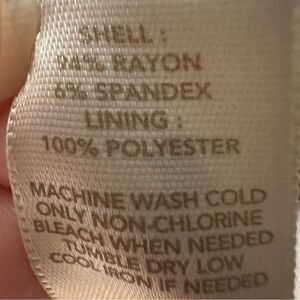 SHELL :
94% RAYON
6% SPANDEX
LINING :
100% POLYESTER
MACHINE WASH COLD
ONLY NON-CHLORINE
BLEACH WHEN NEEDED
TUMBLE DRY LOW
COOL IRON IF NEEDED